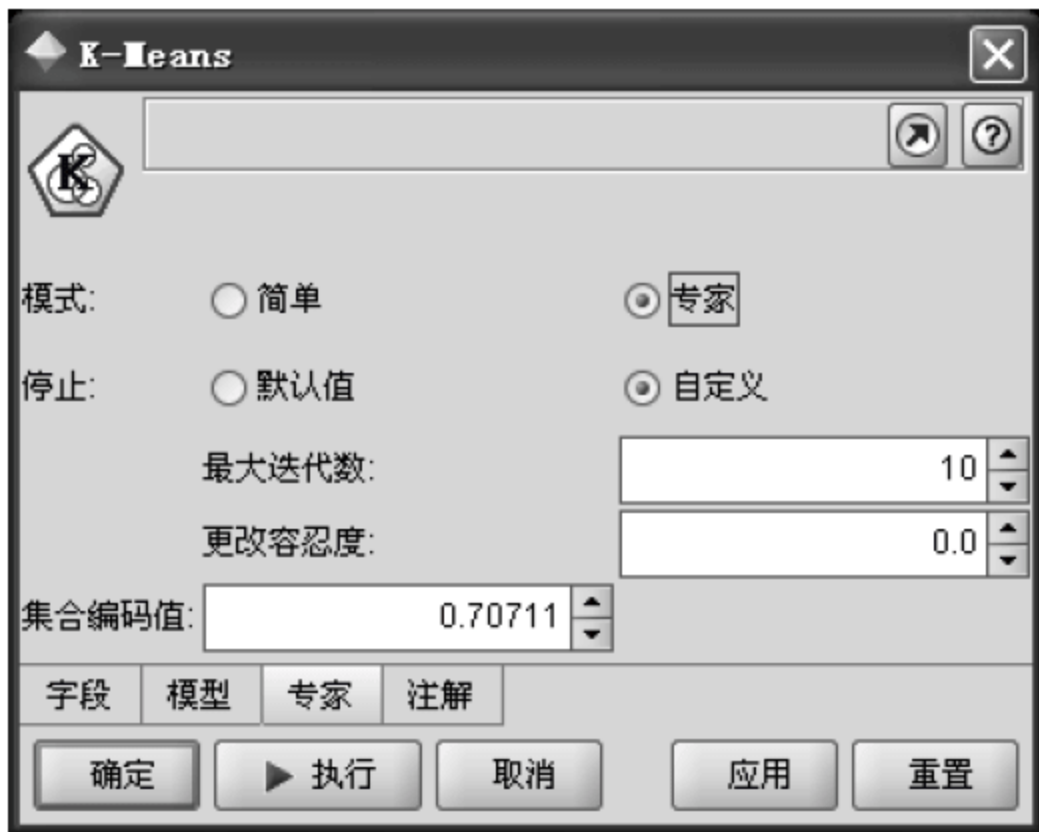 K-Means
K
模式: 简单 专家
停止: 默认值 自定义
最大迭代数: 10
更改容忍度: 0.0
集合编码值: 0.70711
字段 模型 专家 注解
确定 执行 取消 应用 重置